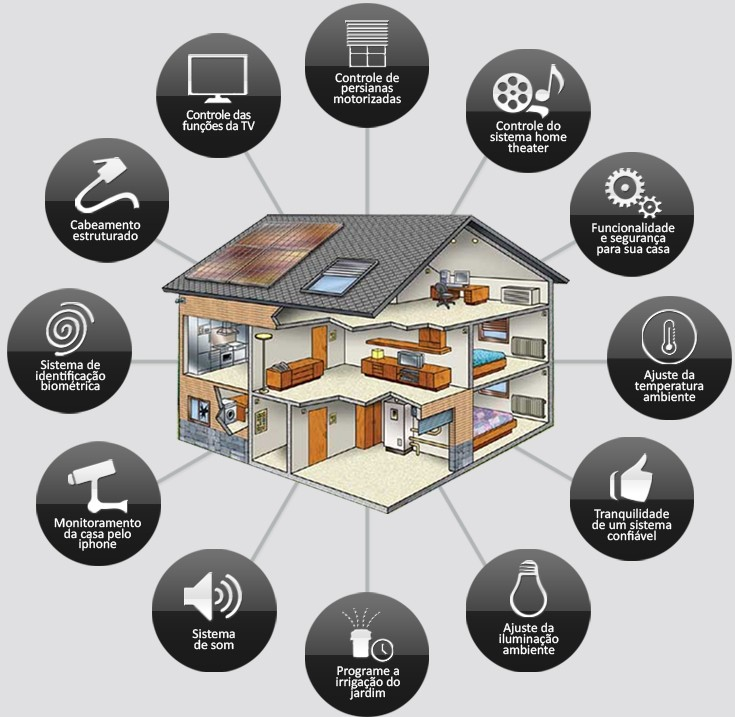 Controle de
persianas
motorizadas
Controle do
sistema home
theater
Funcionalidade
e segurança
para sua casa
Ajuste da
temperatura
ambiente
Tranquilidade
de um sistema
confiável
Ajuste da
iluminação
ambiente
Programe a
irrigação do
jardim
Sistema
de som
Monitoramento
da casa pelo
iphone
Sistema de
identificação
biométrica
Cabeamento
estruturado
Controle das
funções da TV